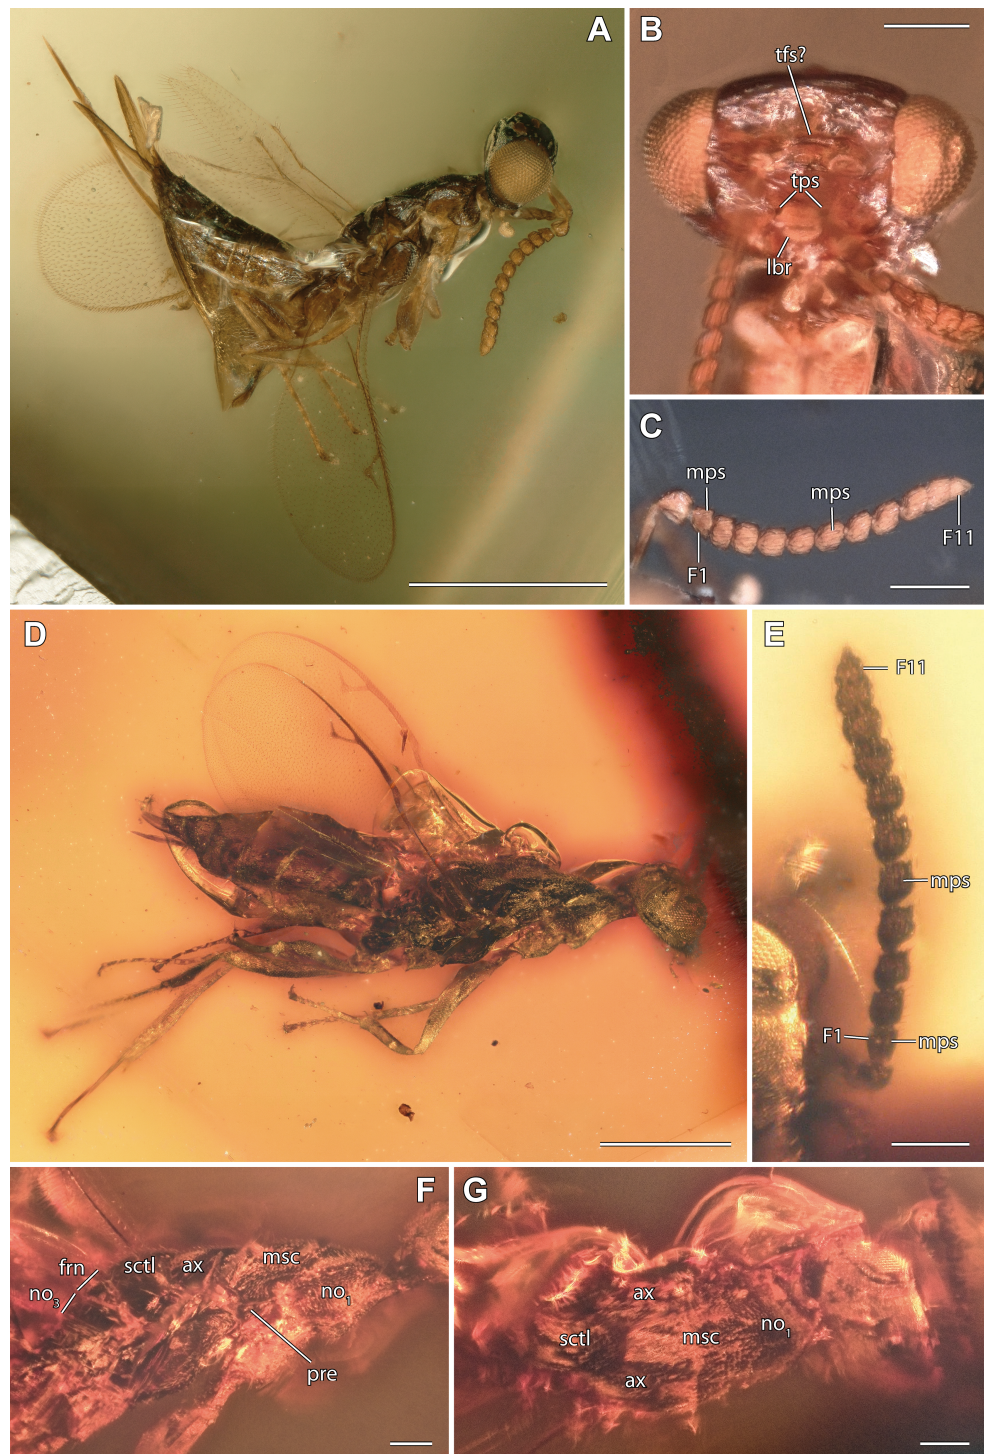 A
B
tfs?
tps
lbr
C
mps
mps
F1
F11
D
E
F11
mps
F1
mps
F
frn
sctl
ax
msc
no3
no1
pre
G
ax
sctl
msc
no1
ax